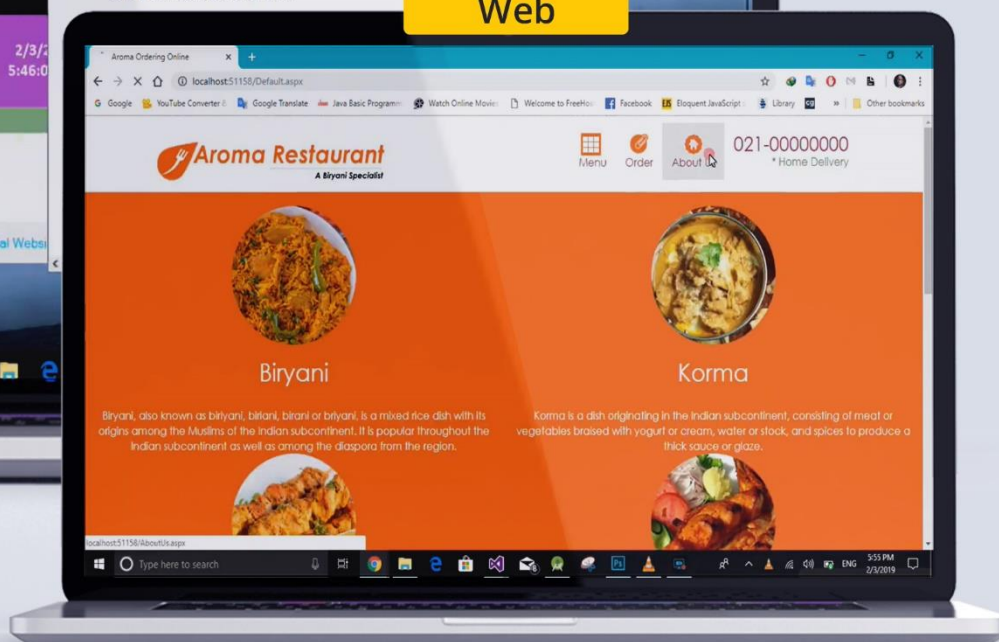 Web
2/3/2
5:46:0
al Websi
Aroma Ordering Online
localhost:51158/Default.aspx
Google YouTube Converter & Google Translate Java Basic Programm Watch Online Movies Welcome to FreeHov Facebook Eloquent JavaScript Library Other bookmarks
Aroma Restaurant
A Biryani Specialist
Menu Order About
021-00000000
* Home Delivery
Biryani
Biryani, also known as biriyani, biriani, birani or briyani, is a mixed rice dish with its
origins among the Muslims of the Indian subcontinent. It is popular throughout the
Indian subcontinent as well as among the diaspora from the region.
Korma
Korma is a dish originating in the Indian subcontinent, consisting of meat or
vegetables braised with yogurt or cream, water or stock, and spices to produce a
thick sauce or glaze.
localhost:51158/AboutUs.aspx
Type here to search
Ps
ENG
5:55 PM
2/3/2019